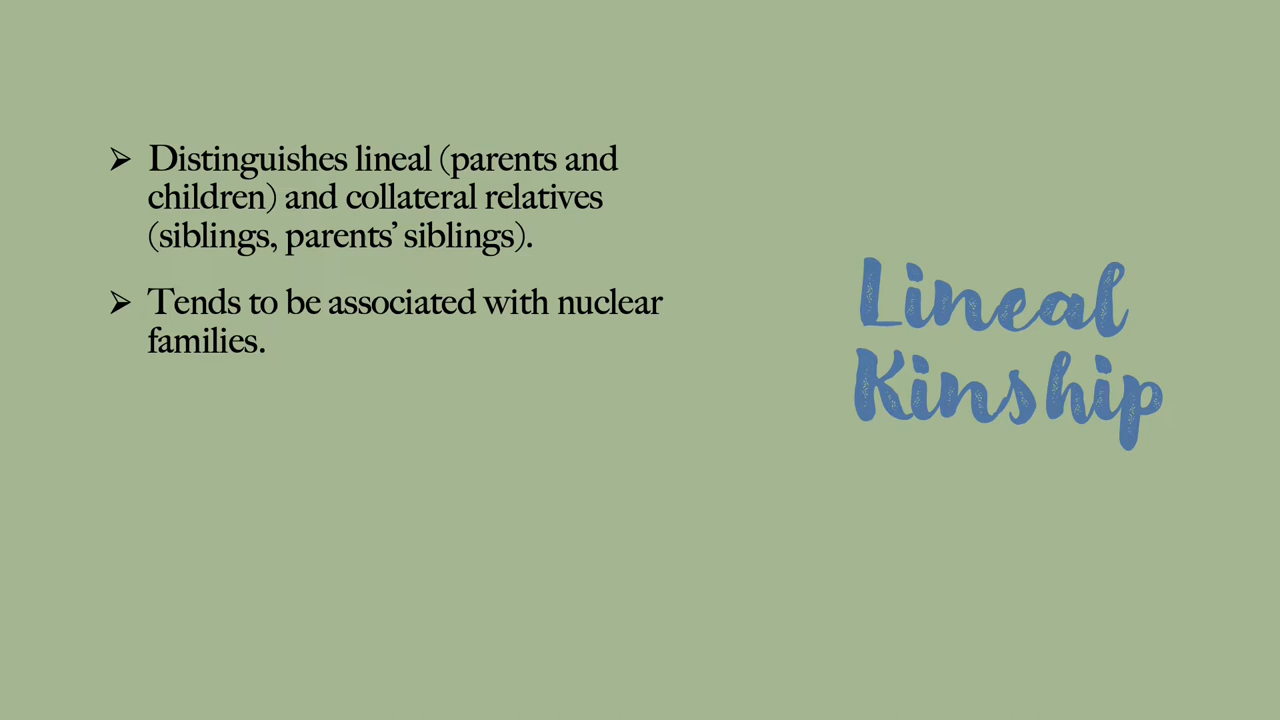 ➢ Distinguishes lineal (parents and
children) and collateral relatives
(siblings, parents’ siblings).
➢ Tends to be associated with nuclear
families.
Lineal
Kinship